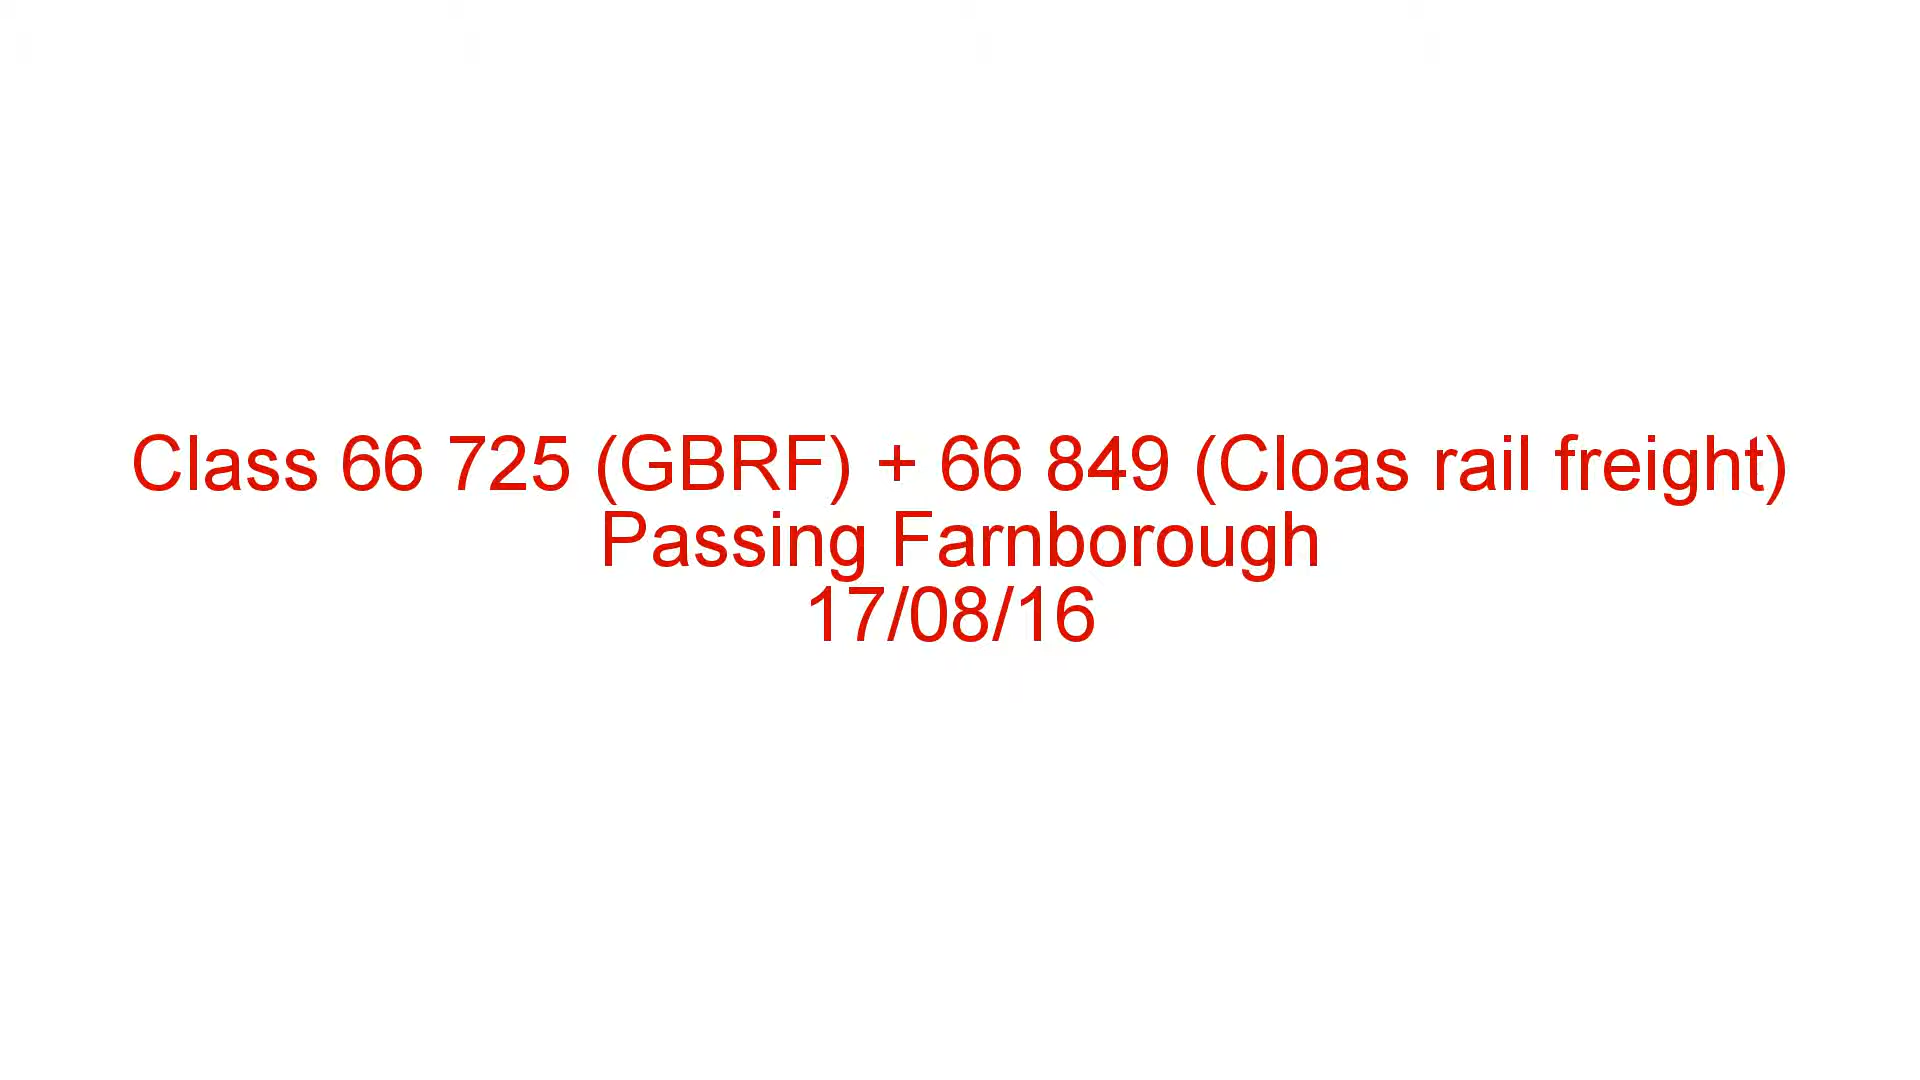 Class 66 725 (GBRF) + 66 849 (Cloas rail freight)
Passing Farnborough
17/08/16